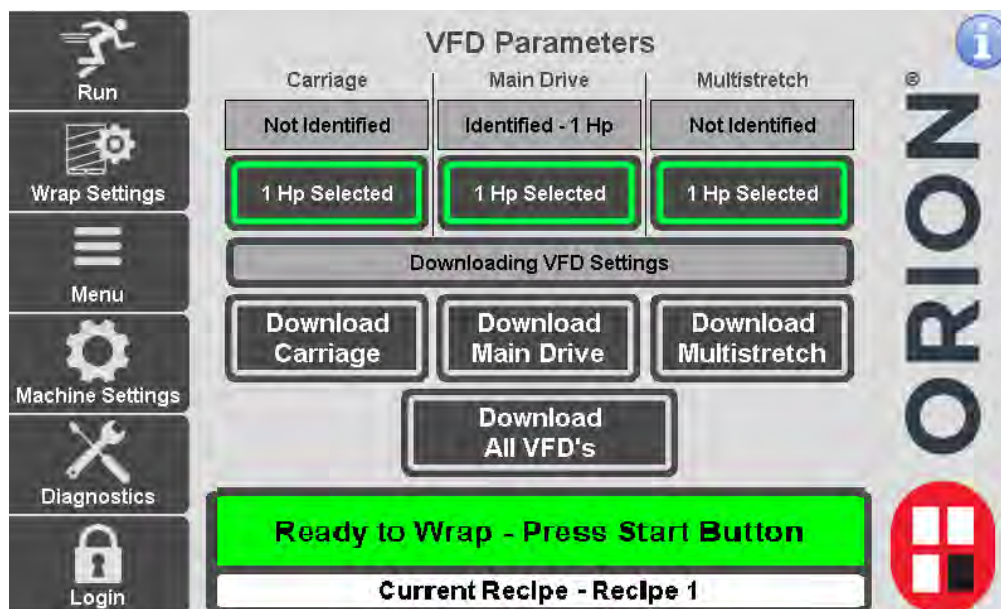 Run
Wrap Settings
Menu
Machine Settings
Diagnostics
Login
VFD Parameters
Carriage
Main Drive
Multistretch
Not Identified
Identified - 1 Hp
Not Identified
1 Hp Selected
1 Hp Selected
1 Hp Selected
Downloading VFD Settings
Download
Carriage
Download
Main Drive
Download
Multistretch
Download
All VFD's
Ready to Wrap - Press Start Button
Current Recipe - Recipe 1
i
ORION®